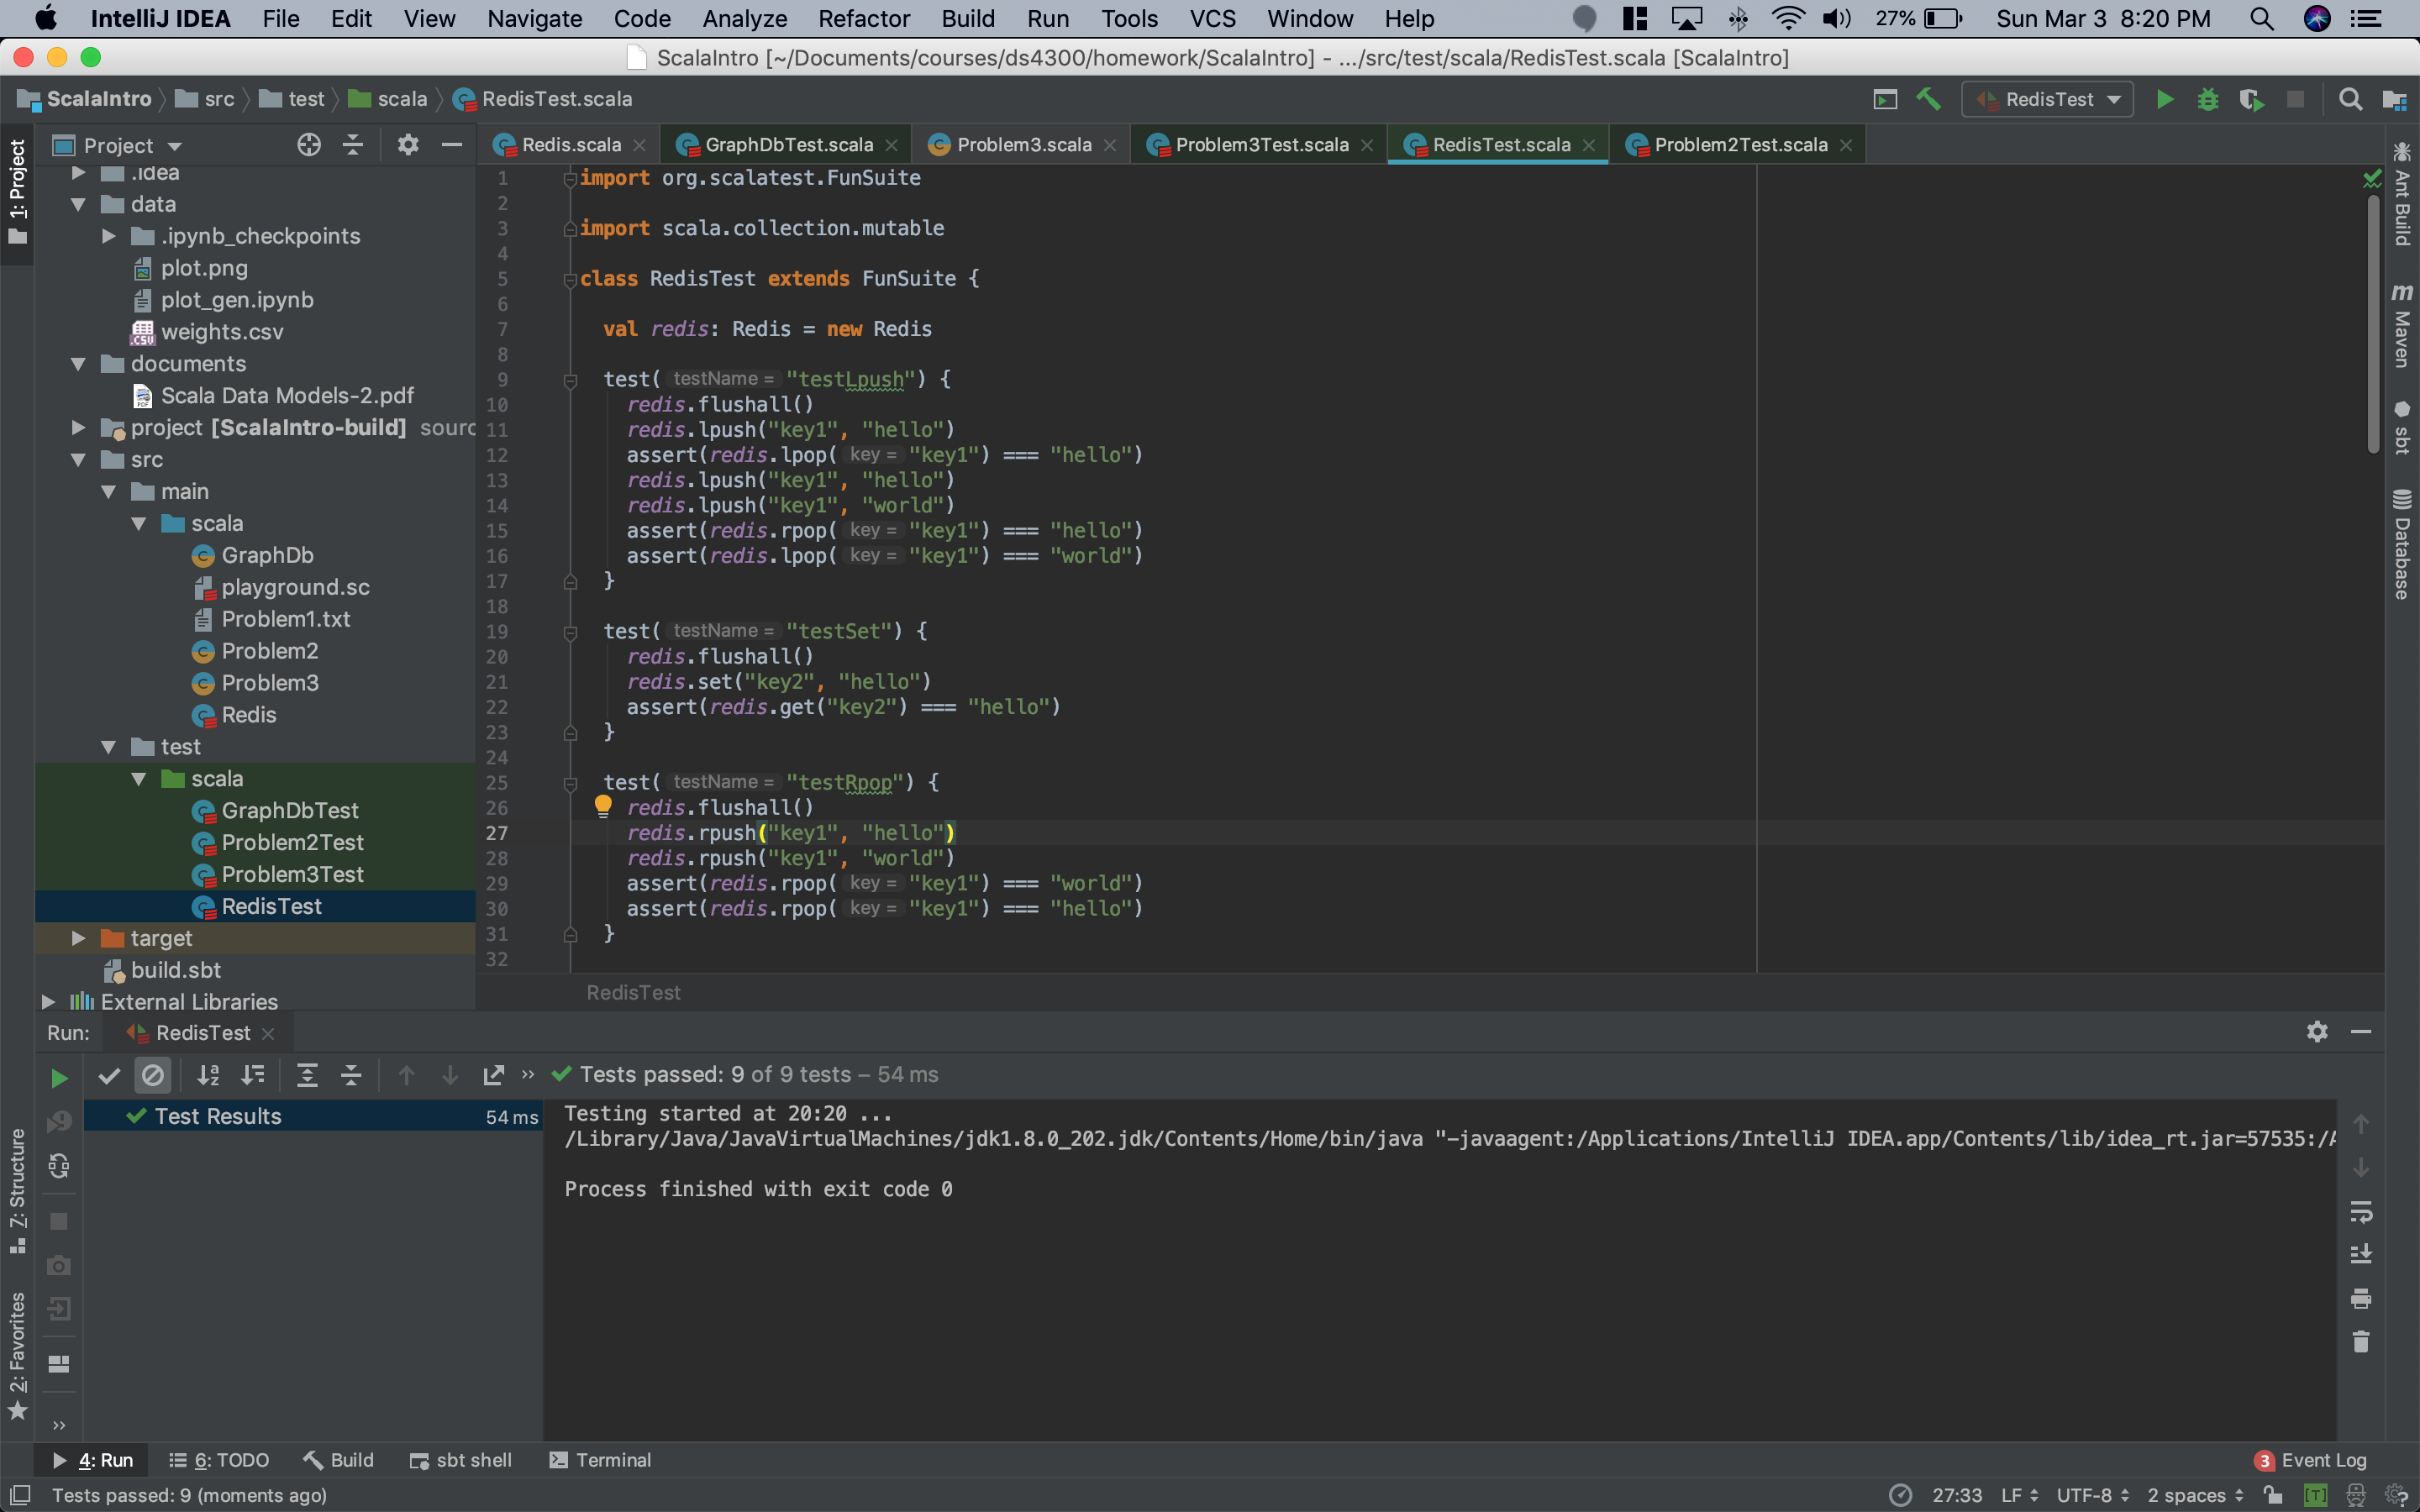 IntelliJ IDEA File Edit View Navigate Code Analyze Refactor Build Run Tools VCS Window Help 27% Sun Mar 3 8:20 PM
ScalaIntro [~/Documents/courses/ds4300/homework/ScalaIntro] - .../src/test/scala/RedisTest.scala [ScalaIntro]
ScalaIntro src test scala RedisTest.scala RedisTest
Project Redis.scala GraphDbTest.scala Problem3.scala Problem3Test.scala RedisTest.scala Problem2Test.scala
1: Project
7: Structure
2: Favorites
.idea
data
.ipynb_checkpoints
plot.png
plot_gen.ipynb
weights.csv
documents
Scala Data Models-2.pdf
project [ScalaIntro-build] sourc
src
main
scala
GraphDb
playground.sc
Problem1.txt
Problem2
Problem3
Redis
test
scala
GraphDbTest
Problem2Test
Problem3Test
RedisTest
target
build.sbt
External Libraries
1 import org.scalatest.FunSuite
2
3 import scala.collection.mutable
4
5 class RedisTest extends FunSuite {
6
7 val redis: Redis = new Redis
8
9 test( testName = "testLpush") {
10 redis.flushall()
11 redis.lpush("key1", "hello")
12 assert(redis.lpop( key = "key1") === "hello")
13 redis.lpush("key1", "hello")
14 redis.lpush("key1", "world")
15 assert(redis.rpop( key = "key1") === "hello")
16 assert(redis.lpop( key = "key1") === "world")
17 }
18
19 test( testName = "testSet") {
20 redis.flushall()
21 redis.set("key2", "hello")
22 assert(redis.get("key2") === "hello")
23 }
24
25 test( testName = "testRpop") {
26 redis.flushall()
27 redis.rpush("key1", "hello")
28 redis.rpush("key1", "world")
29 assert(redis.rpop( key = "key1") === "world")
30 assert(redis.rpop( key = "key1") === "hello")
31 }
32
RedisTest
Ant Build
m Maven
sbt
Database
Run: RedisTest
Tests passed: 9 of 9 tests – 54 ms
Test Results 54 ms
Testing started at 20:20 ...
/Library/Java/JavaVirtualMachines/jdk1.8.0_202.jdk/Contents/Home/bin/java "-javaagent:/Applications/IntelliJ IDEA.app/Contents/lib/idea_rt.jar=57535:/A
Process finished with exit code 0
4: Run 6: TODO Build sbt shell Terminal 3 Event Log
Tests passed: 9 (moments ago) 27:33 LF UTF-8 2 spaces [T]